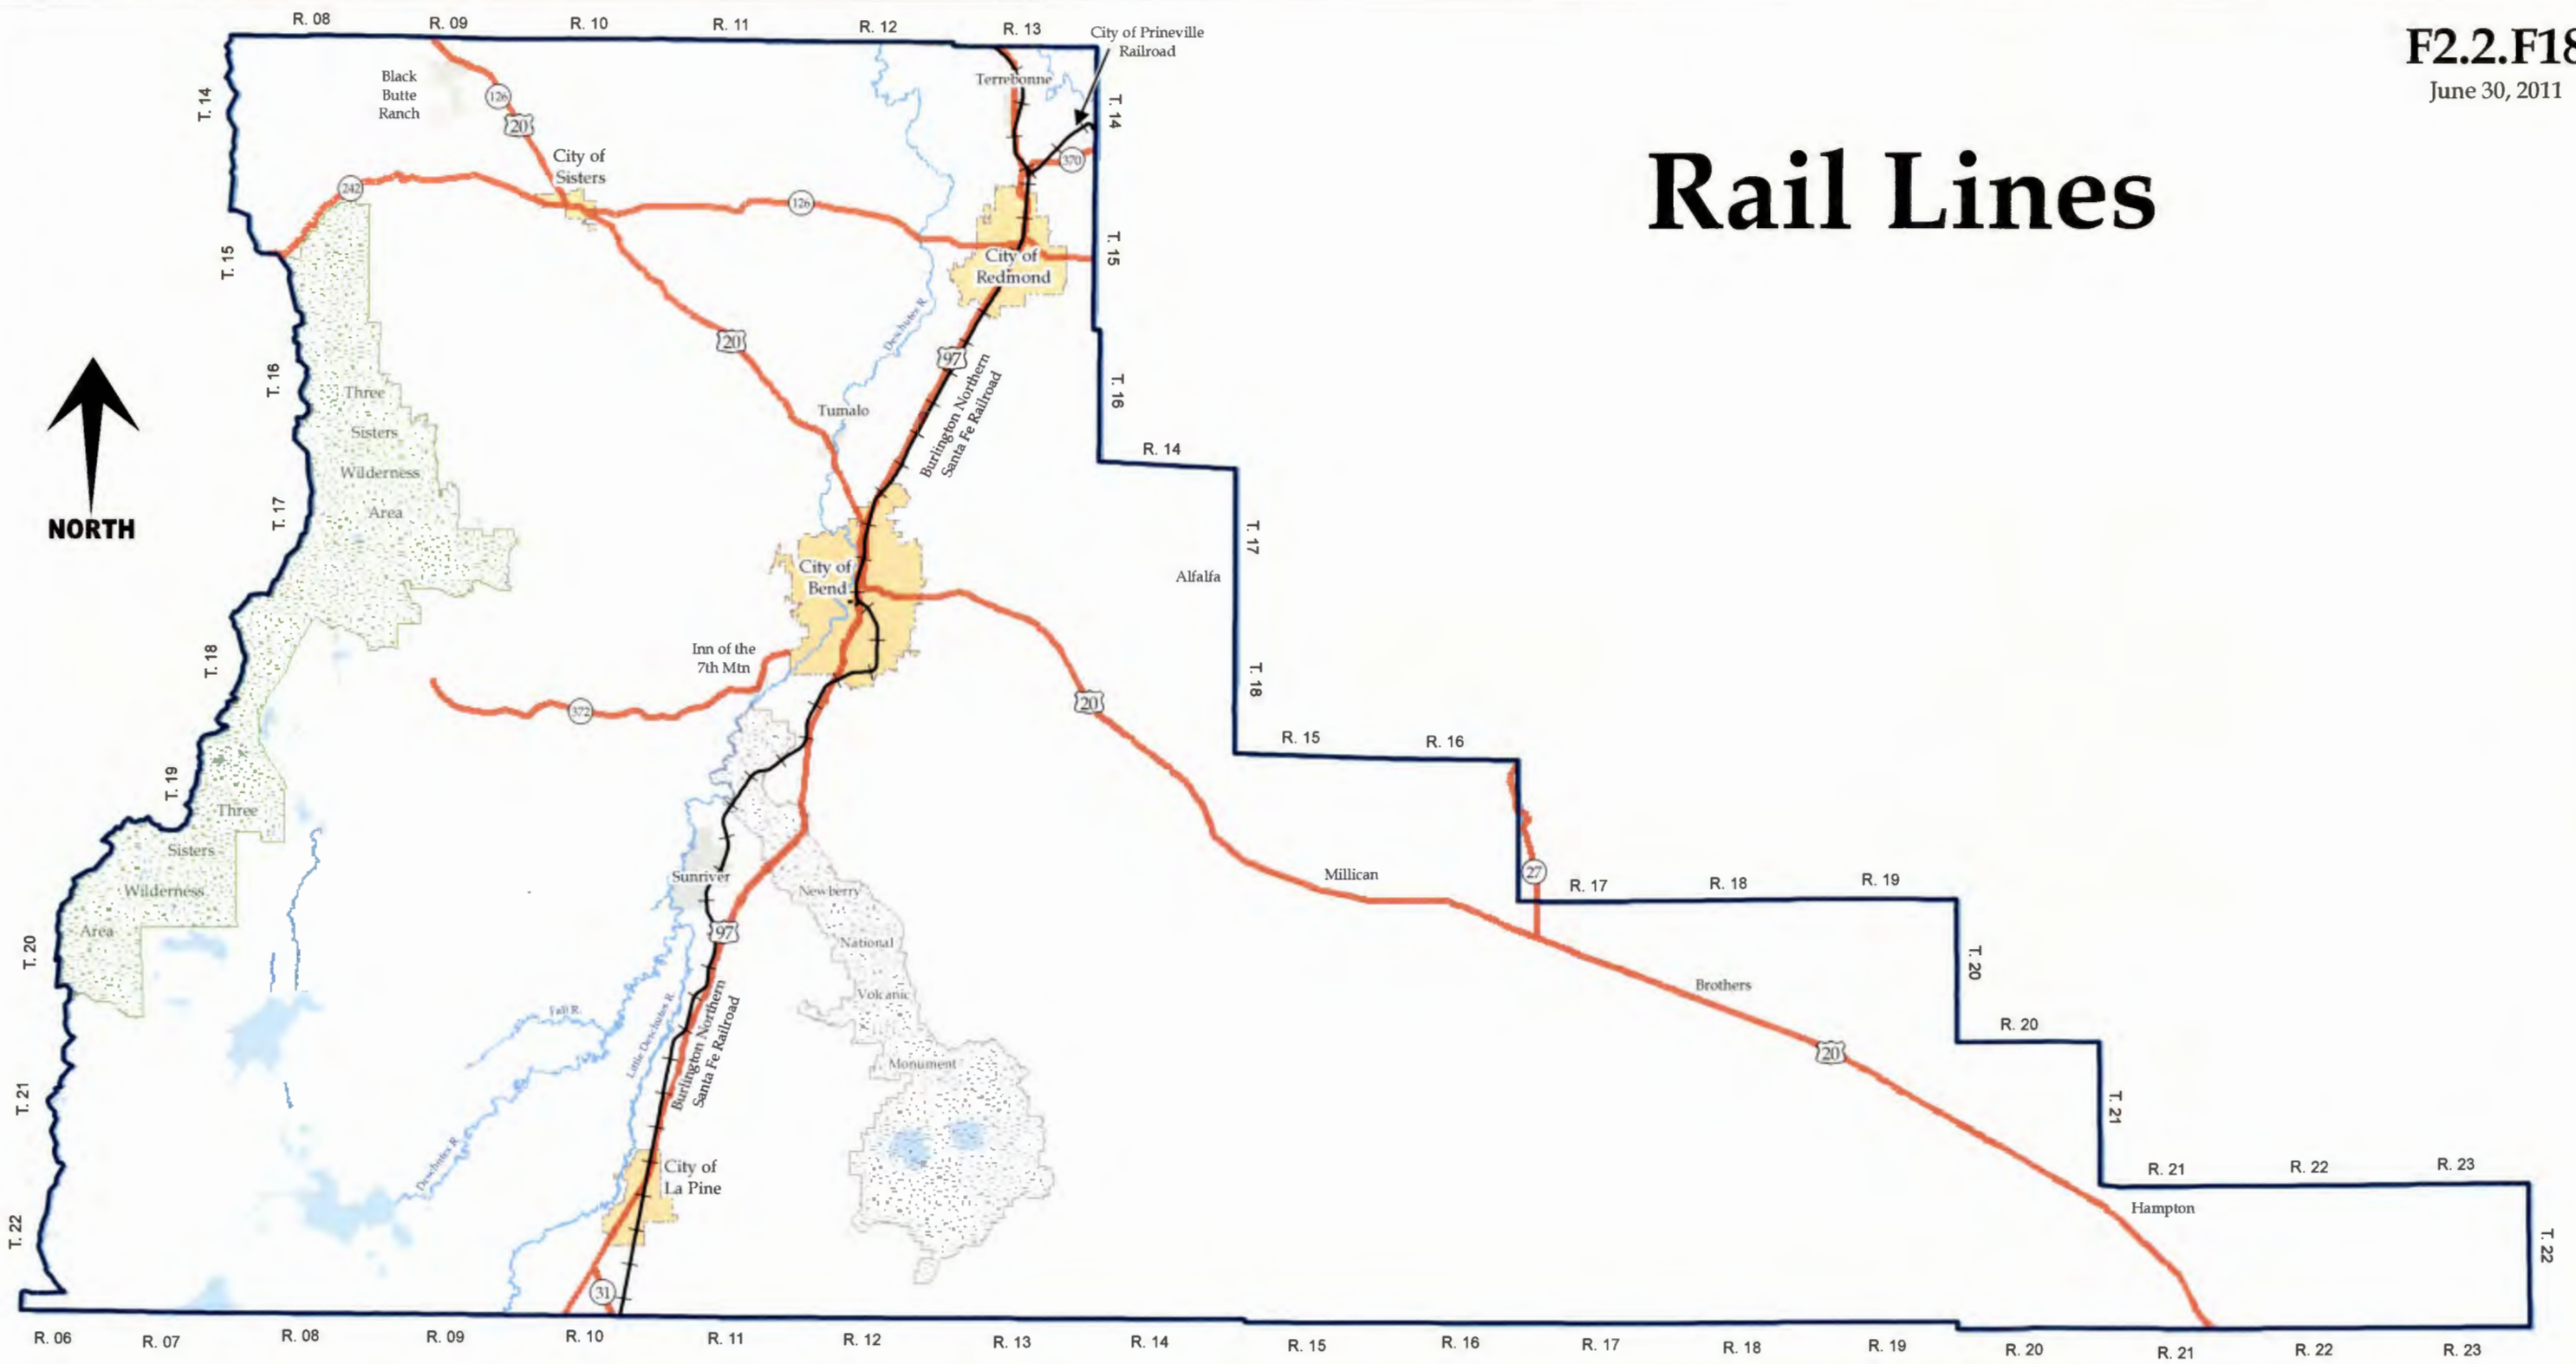 R. 08
R. 09
R. 10
R. 11
R. 12
R. 13
City of Prineville
Railroad
June 30, 2011
Rail Lines
Black
Butte
Ranch
126
20
Terrebonne
T. 14
T. 14
City of
Sisters
242
126
370
T. 15
T. 15
City of
Redmond
Deschutes R.
20
97
Burlington Northern
Santa Fe Railroad
T. 16
T. 16
Three
Sisters
Wilderness
Area
Tumalo
R. 14
NORTH
T. 17
T. 17
City of
Bend
Alfalfa
Inn of the
7th Mtn
T. 18
T. 18
372
20
R. 15
R. 16
T. 19
Three
Sisters
Wilderness
Area
Sunriver
97
Newberry
National
Volcanic
Monument
Millican
27
R. 17
R. 18
R. 19
T. 20
T. 20
Brothers
R. 20
20
Fall R.
Little Deschutes R.
Burlington Northern
Santa Fe Railroad
T. 21
T. 21
Deschutes R.
City of
La Pine
R. 21
R. 22
R. 23
Hampton
T. 22
T. 22
31
R. 06
R. 07
R. 08
R. 09
R. 10
R. 11
R. 12
R. 13
R. 14
R. 15
R. 16
R. 17
R. 18
R. 19
R. 20
R. 21
R. 22
R. 23